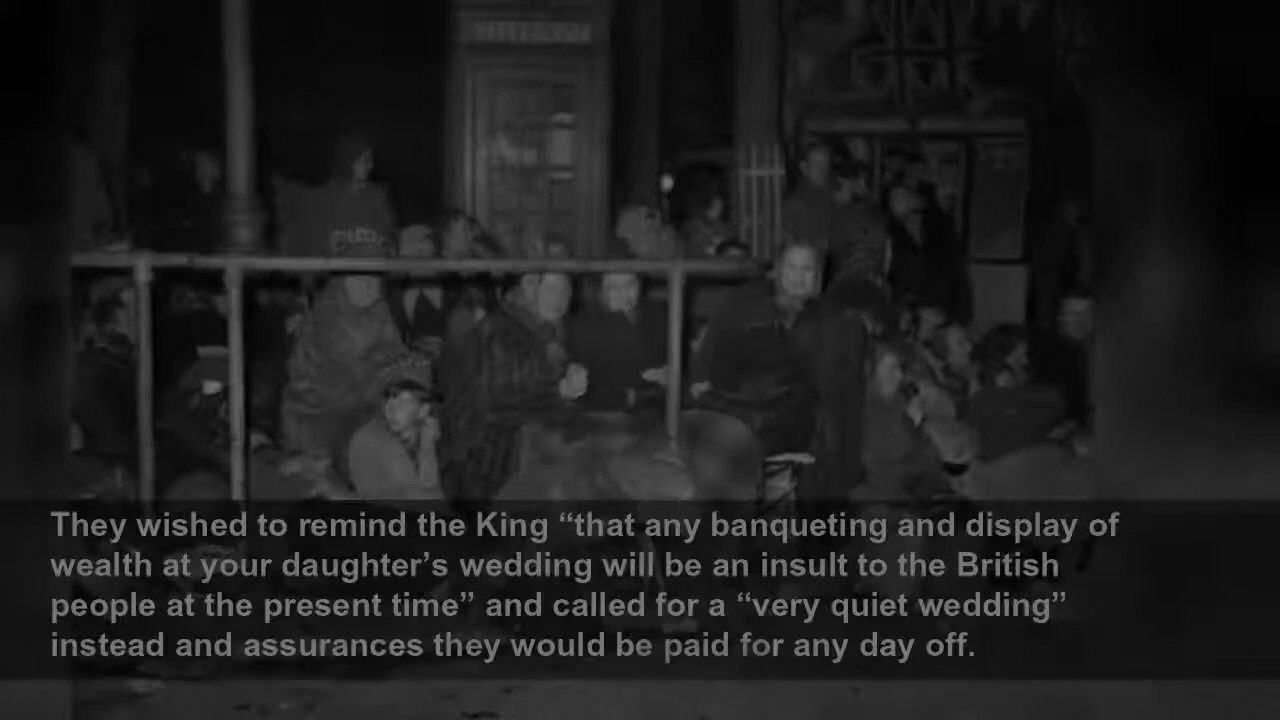 They wished to remind the King “that any banqueting and display of
wealth at your daughter’s wedding will be an insult to the British
people at the present time” and called for a “very quiet wedding”
instead and assurances they would be paid for any day off.